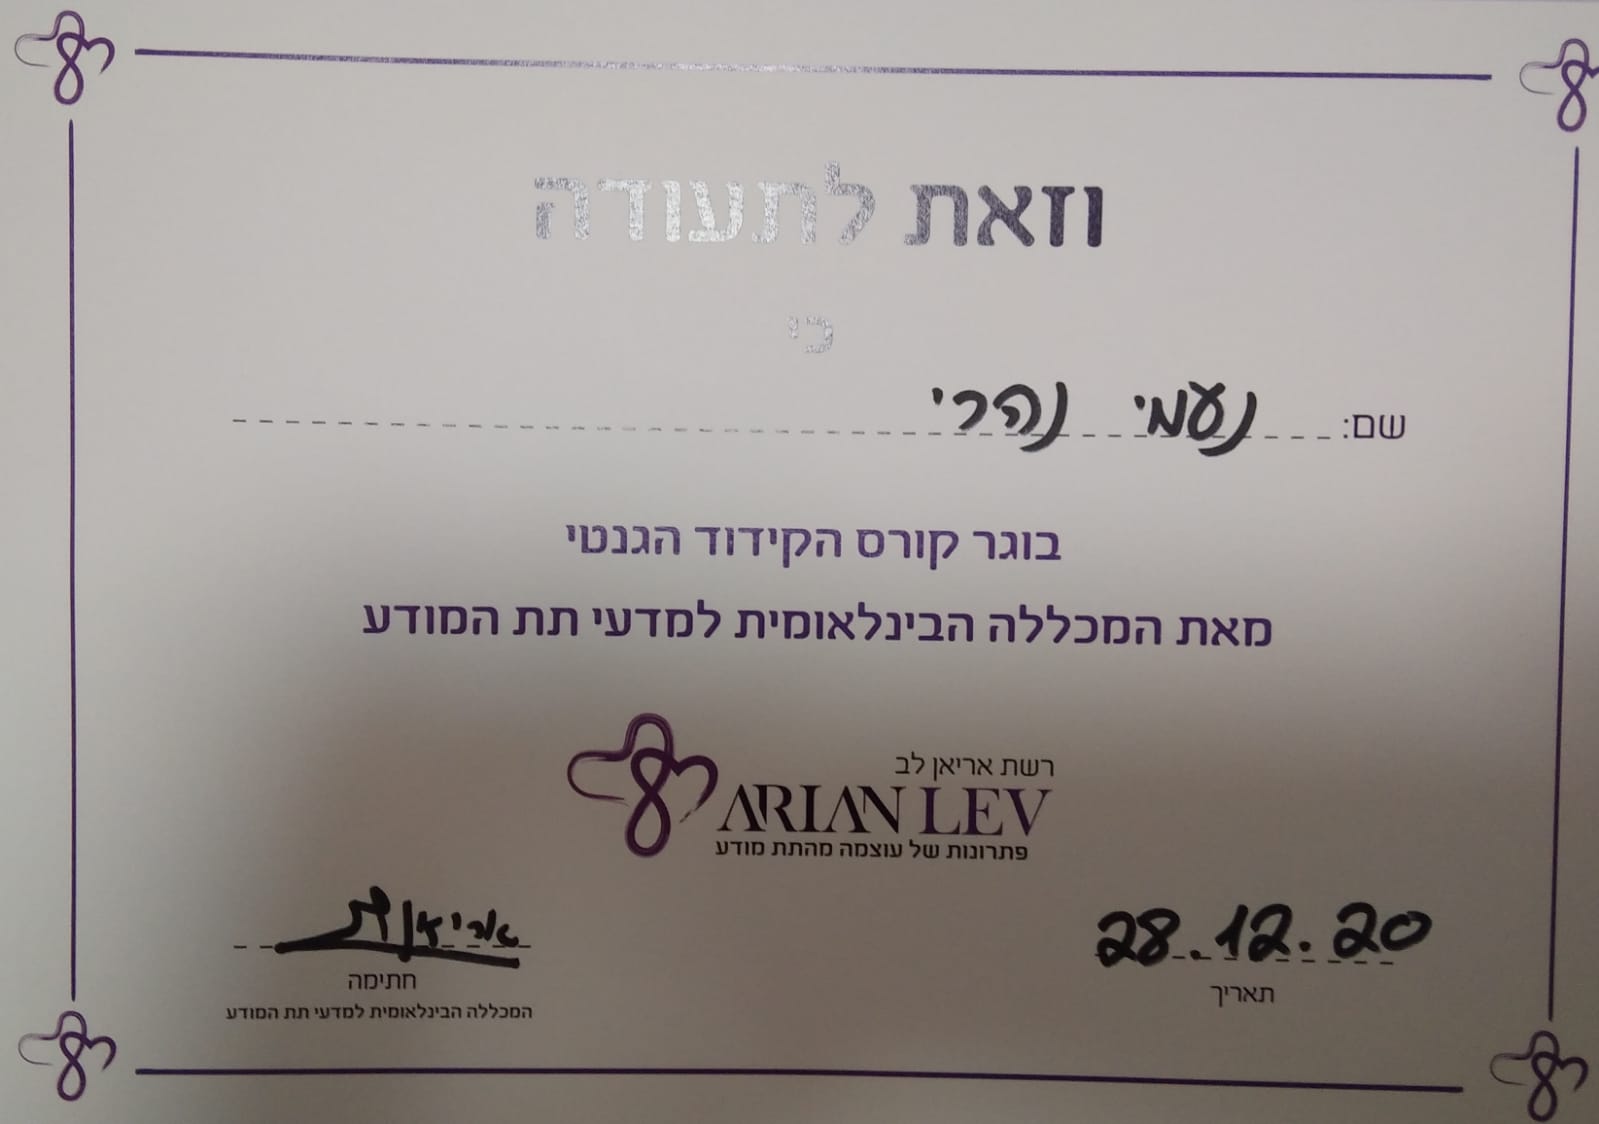 וזאת לתעודה
כי
שם: נעמי נהרי
בוגר קורס הקידוד הגנטי
מאת המכללה הבינלאומית למדעי תת המודע
רשת אריאן לב
ARIAN LEV
פתרונות של עוצמה מהתת מודע
28.12.20
תאריך
חתימה
המכללה הבינלאומית למדעי תת המודע